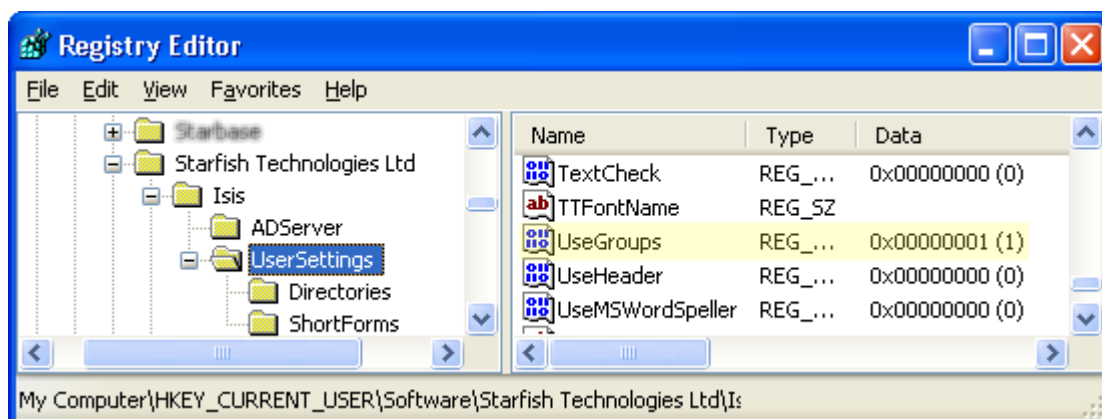 Registry Editor
File Edit View Favorites Help
Starbase
Starfish Technologies Ltd
Isis
ADServer
UserSettings
Directories
ShortForms
Name Type Data
TextCheck REG_... 0x00000000 (0)
TTFontName REG_SZ
UseGroups REG_... 0x00000001 (1)
UseHeader REG_... 0x00000000 (0)
UseMSWordSpeller REG_... 0x00000000 (0)
My Computer\HKEY_CURRENT_USER\Software\Starfish Technologies Ltd\Is